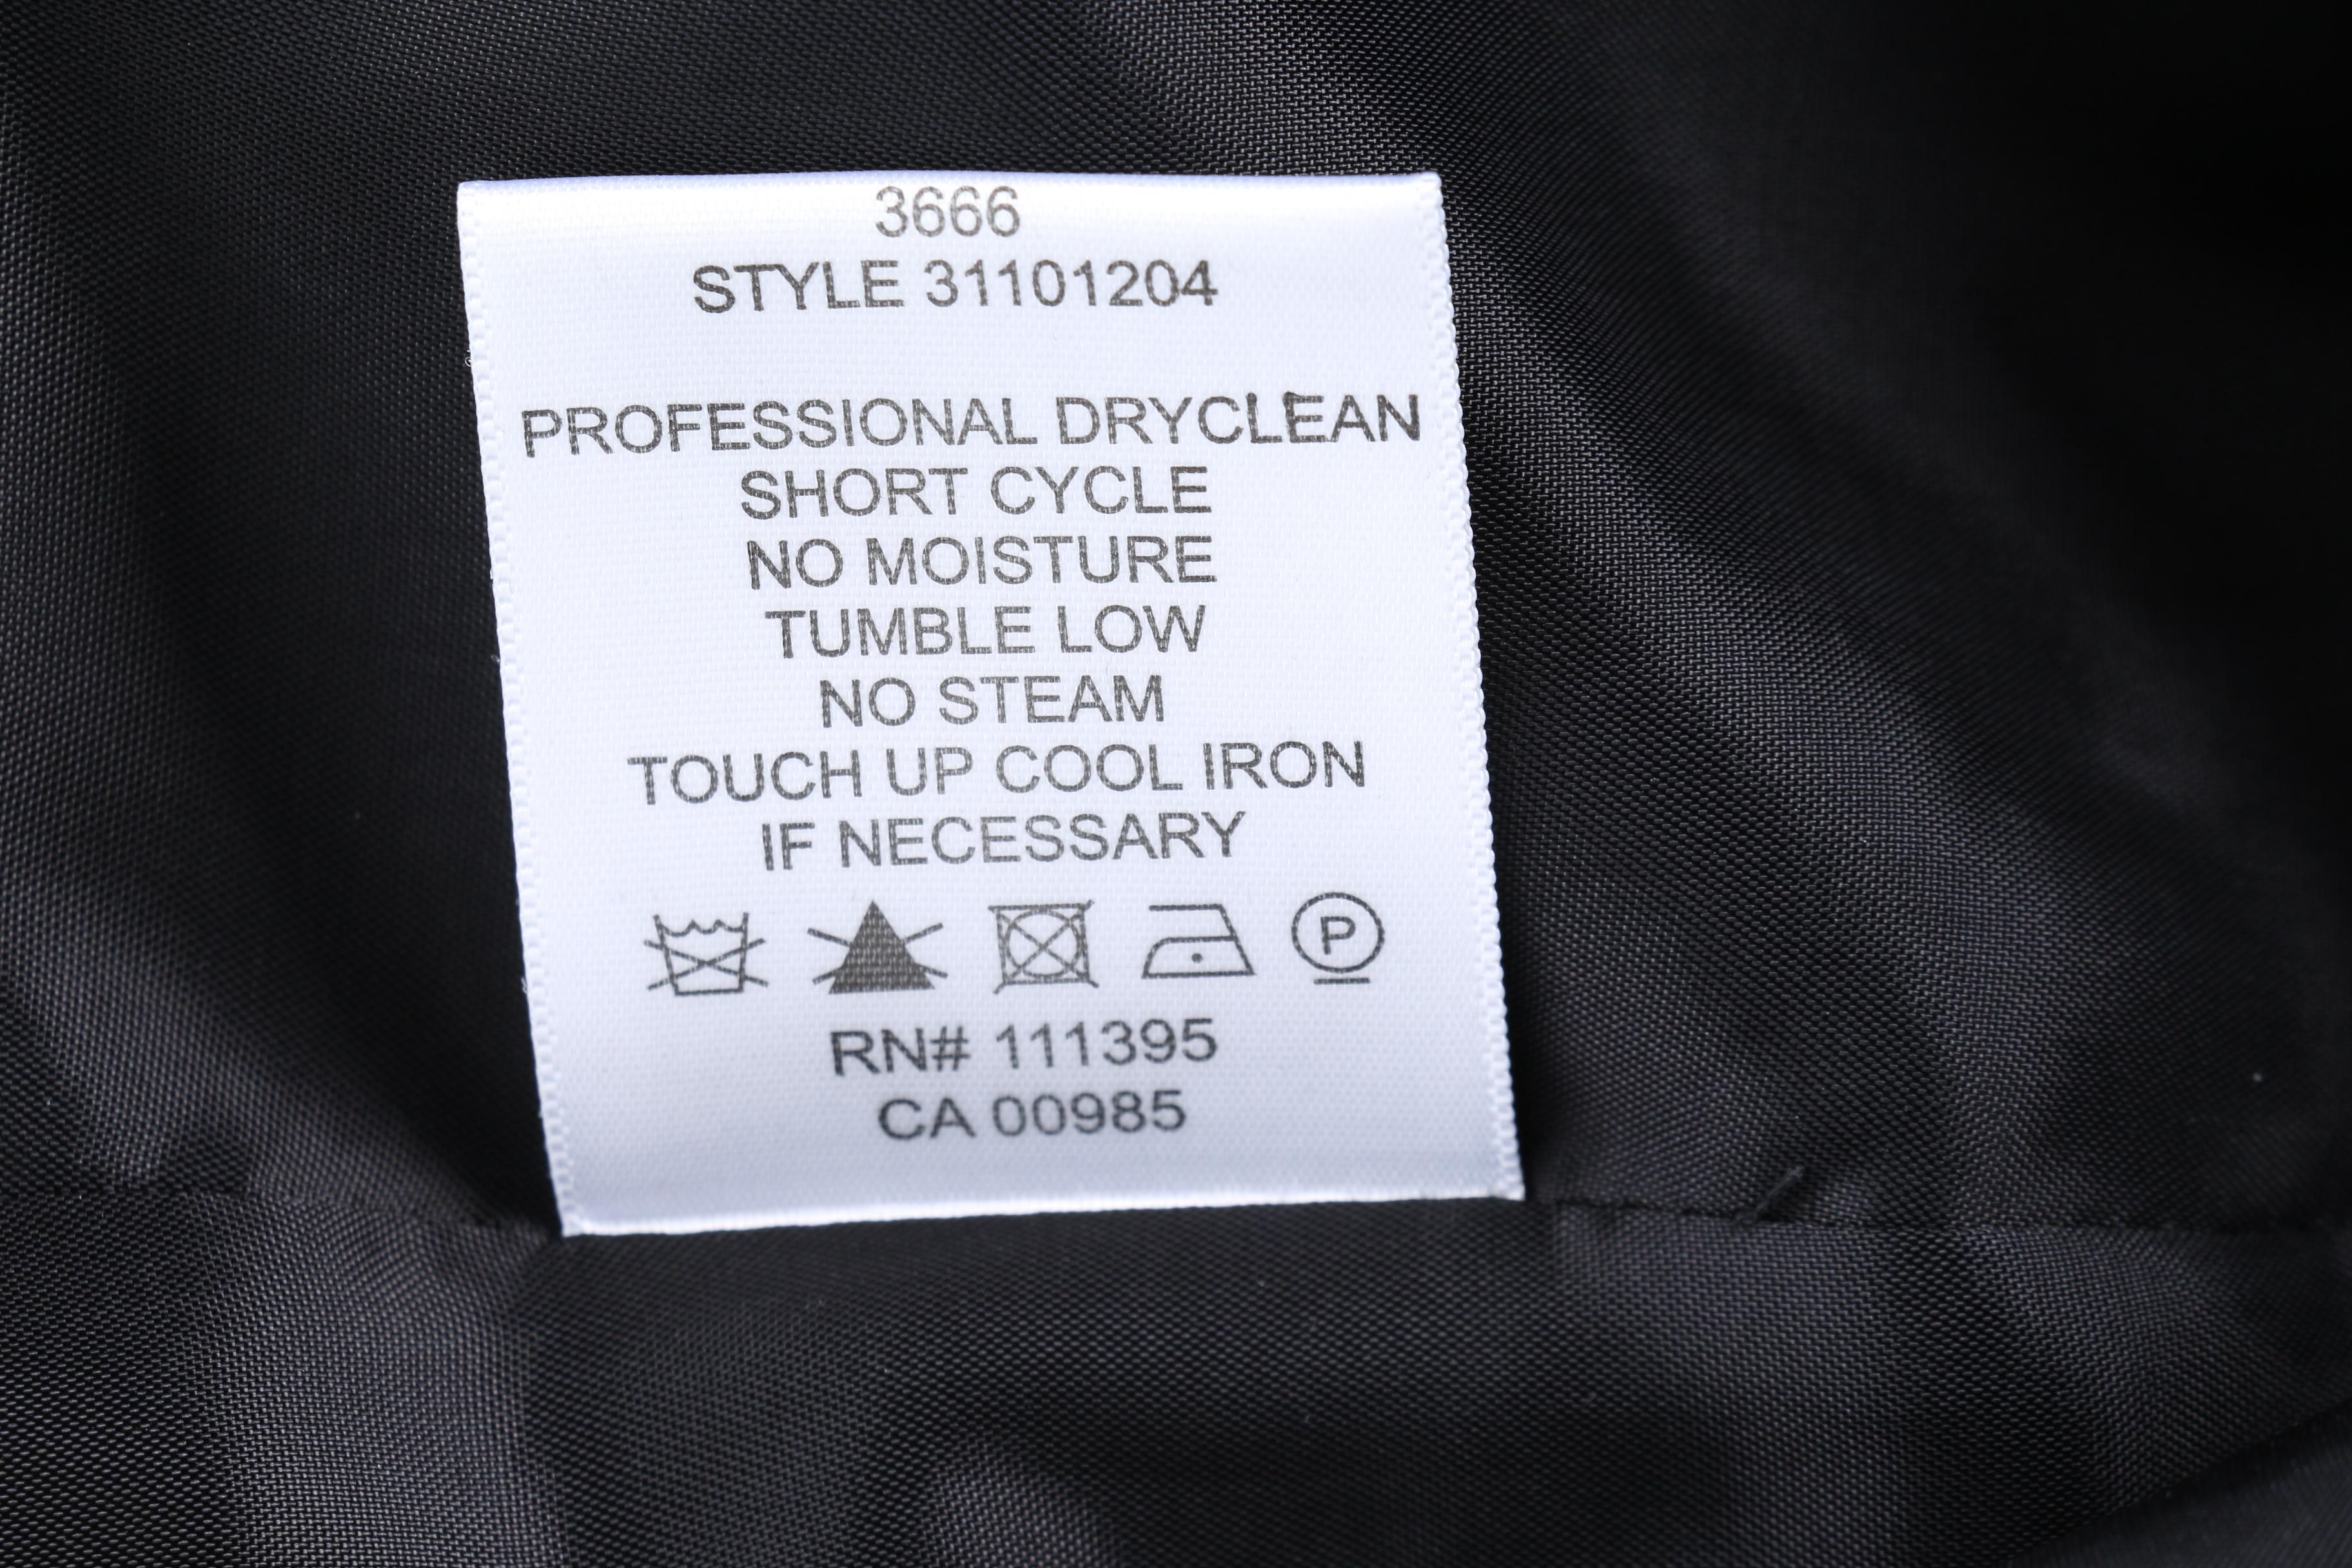 3666
STYLE 31101204
PROFESSIONAL DRYCLEAN
SHORT CYCLE
NO MOISTURE
TUMBLE LOW
NO STEAM
TOUCH UP COOL IRON
IF NECESSARY
P
RN# 111395
CA 00985